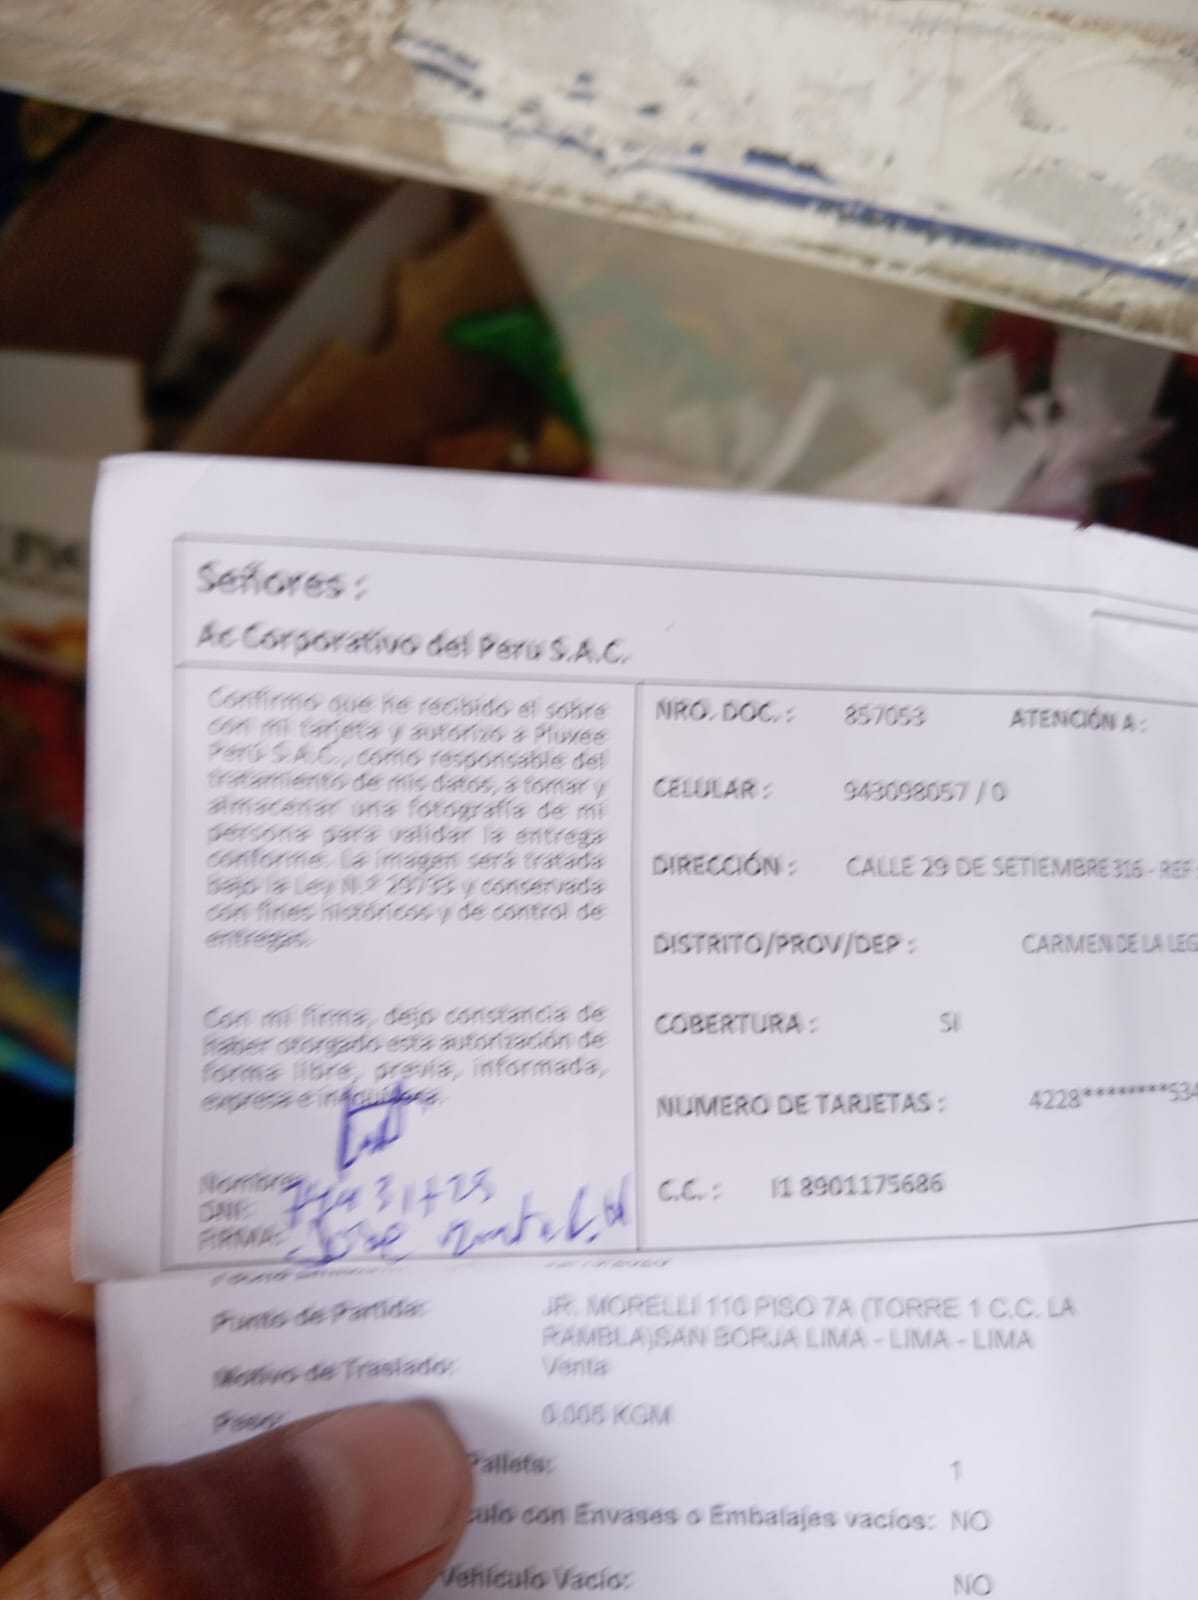 Señores :
Ac Corporativo del Peru S.A.C.
Confirmo que he recibido el sobre
con mi tarjeta y autorizo a Pluxee
Perú S.A.C., como responsable del
tratamiento de mis datos, a tomar y
almacenar una fotografía de mi
persona para validar la entrega
conforme. La imagen será tratada
bajo la Ley N.º 29733 y conservada
con fines históricos y de control de
entregas.
Con mi firma, dejo constancia de
haber otorgado esta autorización de
forma libre, previa, informada,
expresa e inequívoca.
Nombre:
DNI:
FIRMA: Jose
NRO. DOC. : 857053 ATENCIÓN A :
CELULAR : 943098057 / 0
DIRECCIÓN : CALLE 29 DE SETIEMBRE 316 - REF
DISTRITO/PROV/DEP : CARMEN DE LA LEG
COBERTURA : SI
NUMERO DE TARJETAS : 4228********534
C.C. : I1 8901175686
Punto de Partida: JR. MORELLI 110 PISO 7A (TORRE 1 C.C. LA
RAMBLA)SAN BORJA LIMA - LIMA - LIMA
Motivo de Traslado: Venta
Peso: 0.005 KGM
Pallets: 1
culo con Envases o Embalajes vacíos: NO
Vehículo Vacío: NO